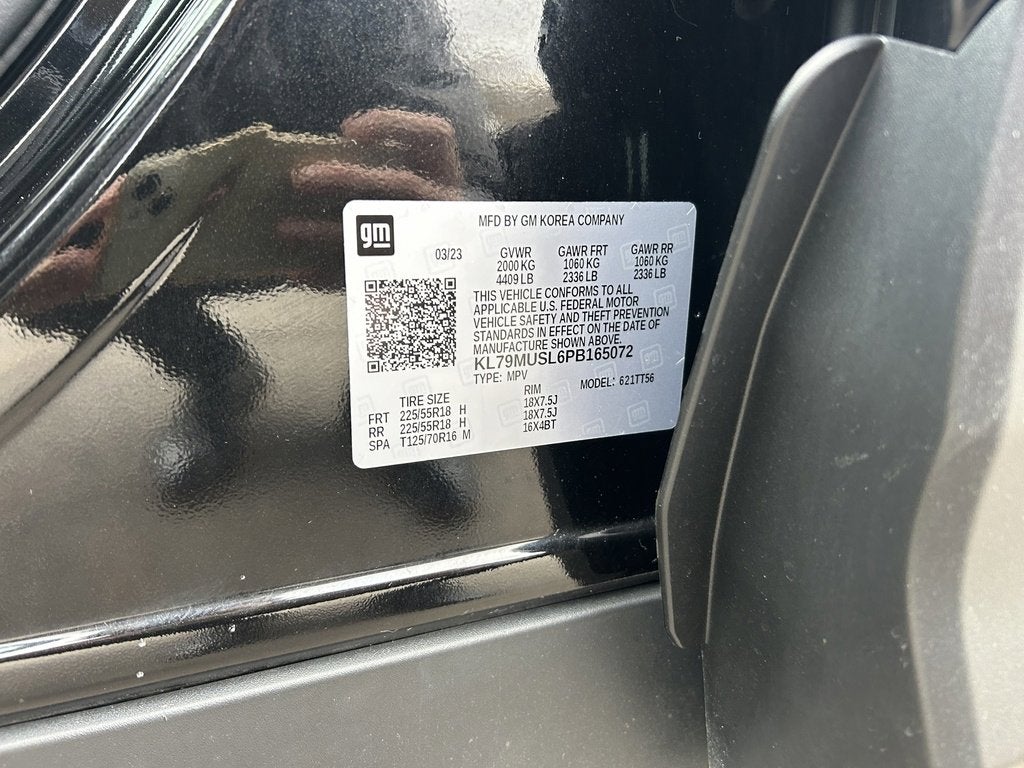 gm
MFD BY GM KOREA COMPANY
03/23 GVWR GAWR FRT GAWR RR
2000 KG 1060 KG 1060 KG
4409 LB 2336 LB 2336 LB
THIS VEHICLE CONFORMS TO ALL
APPLICABLE U.S. FEDERAL MOTOR
VEHICLE SAFETY AND THEFT PREVENTION
STANDARDS IN EFFECT ON THE DATE OF
MANUFACTURE SHOWN ABOVE.
KL79MUSL6PB165072
TYPE: MPV MODEL: 621TT56
TIRE SIZE RIM
FRT 225/55R18 H 18X7.5J
RR 225/55R18 H 18X7.5J
SPA T125/70R16 M 16X4BT